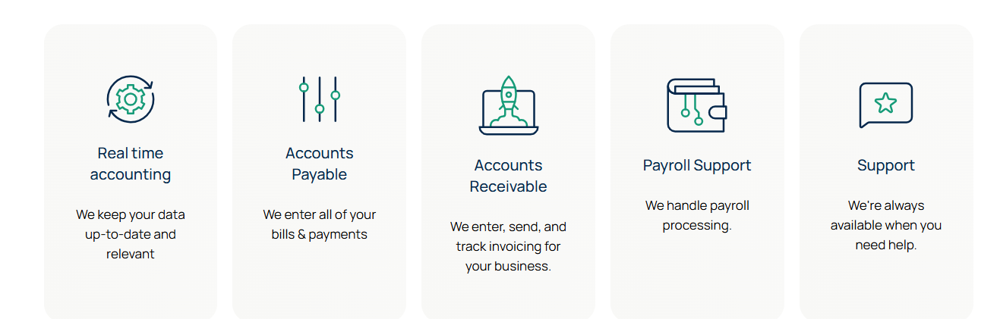 Real time
accounting
We keep your data
up-to-date and
relevant
Accounts
Payable
We enter all of your
bills & payments
Accounts
Receivable
We enter, send, and
track invoicing for
your business.
Payroll Support
We handle payroll
processing.
Support
We're always
available when you
need help.